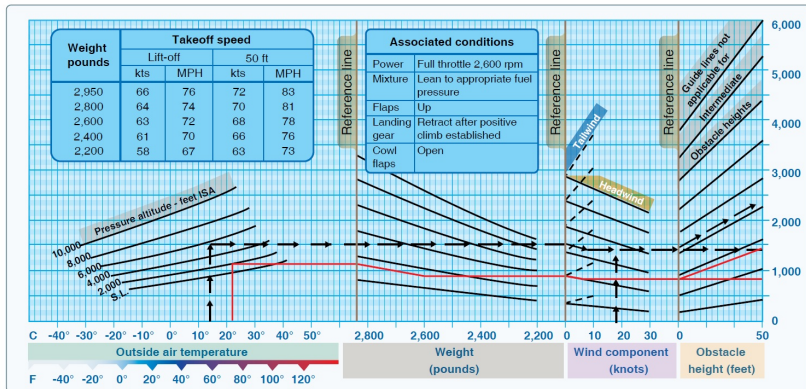 Weight pounds
Takeoff speed
Lift-off
50 ft
kts
MPH
kts
MPH
2,950 66 76 72 83
2,800 64 74 70 81
2,600 63 72 68 78
2,400 61 70 66 76
2,200 58 67 63 73
Reference line
Associated conditions
Power Full throttle 2,600 rpm
Mixture Lean to appropriate fuel pressure
Flaps Up
Landing gear Retract after positive climb established
Cowl flaps Open
Reference line
Tailwind
Headwind
Reference line
Guide lines not applicable for
Intermediate
Obstacle heights
6,000
5,000
4,000
3,000
2,000
1,000
0
Pressure altitude - feet ISA
10,000
8,000
6,000
4,000
2,000
S.L.
C -40° -30° -20° -10° 0° 10° 20° 30° 40° 50°
2,800 2,600 2,400 2,200
0 10 20 30
0 50
Outside air temperature
F -40° -20° 0° 20° 40° 60° 80° 100° 120°
Weight
(pounds)
Wind component
(knots)
Obstacle
height (feet)